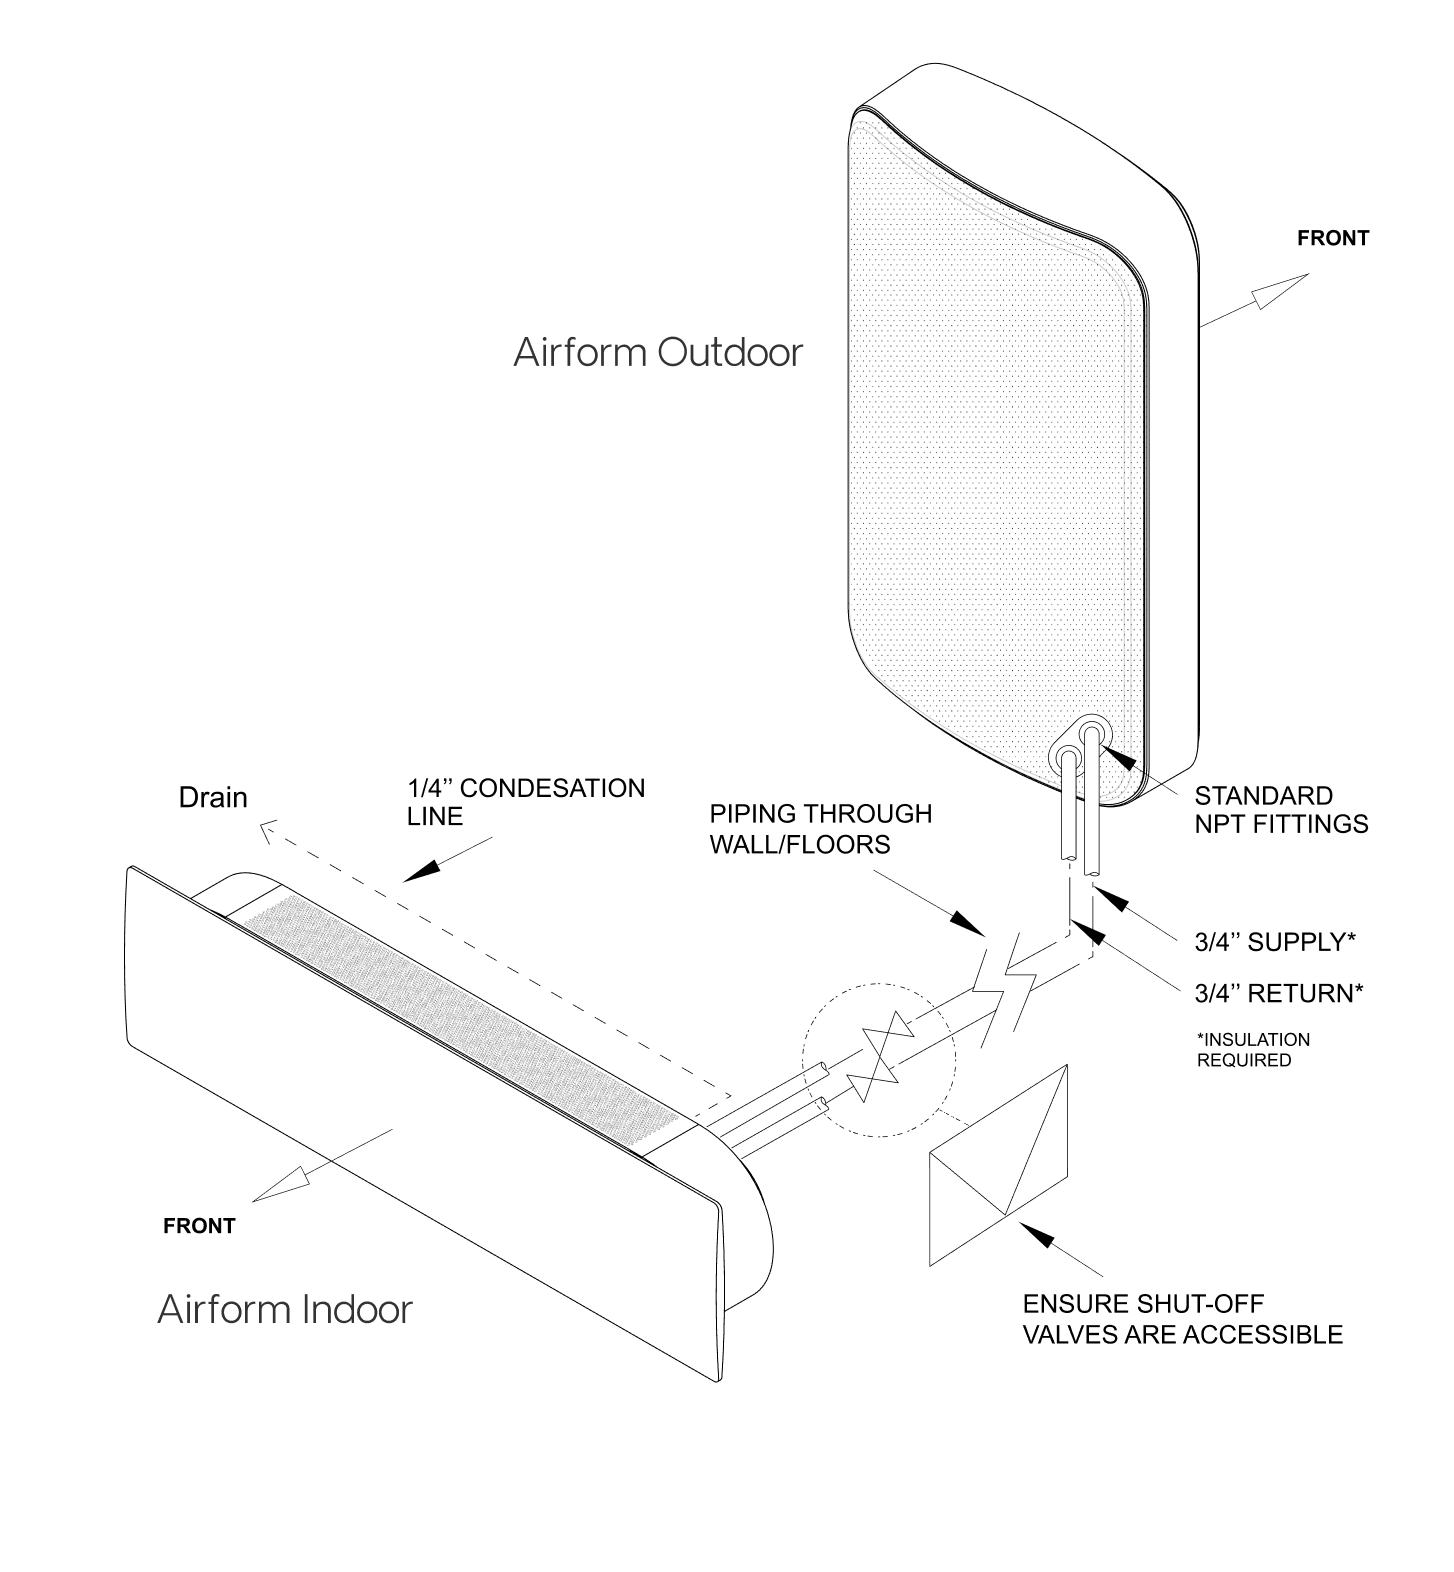 FRONT
Airform Outdoor
Drain
1/4’’ CONDESATION
LINE
PIPING THROUGH
WALL/FLOORS
STANDARD
NPT FITTINGS
3/4’’ SUPPLY*
3/4’’ RETURN*
*INSULATION
REQUIRED
FRONT
Airform Indoor
ENSURE SHUT-OFF
VALVES ARE ACCESSIBLE